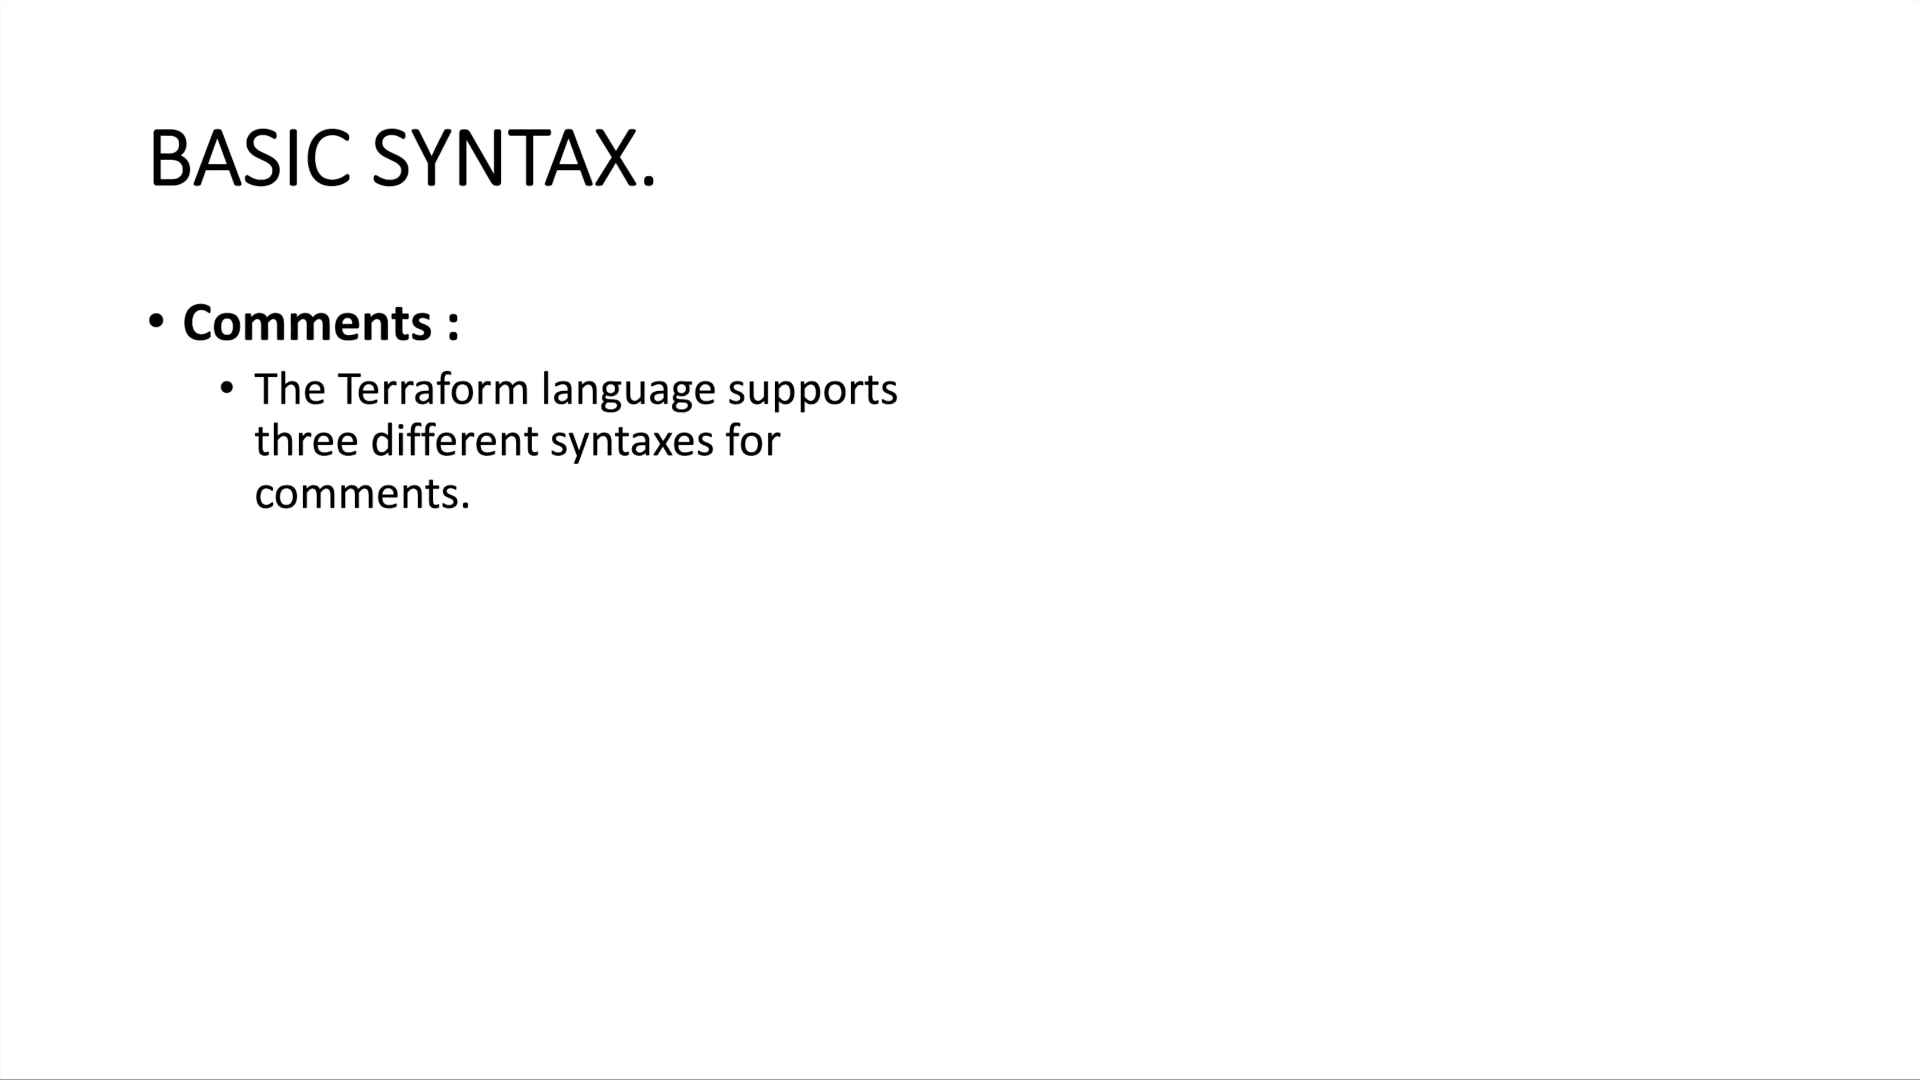 BASIC SYNTAX.
• Comments :
• The Terraform language supports
three different syntaxes for
comments.